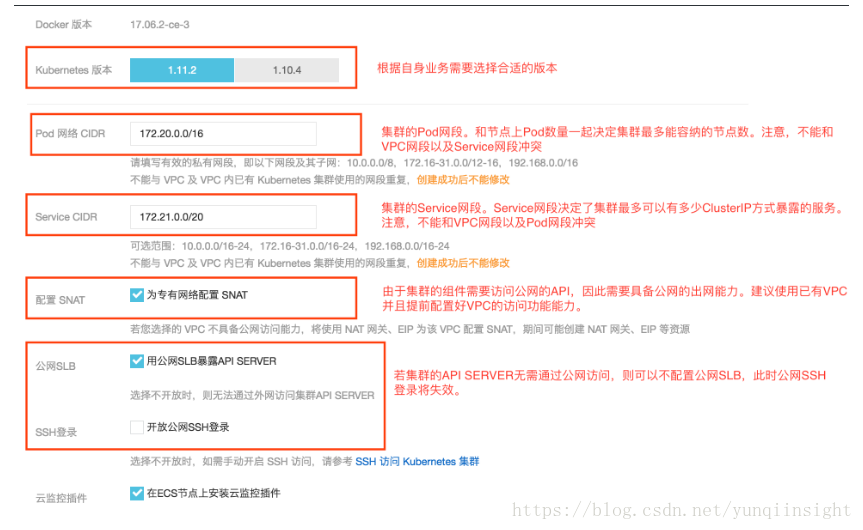 Docker 版本 17.06.2-ce-3
Kubernetes 版本 1.11.2 1.10.4 根据自身业务需要选择合适的版本
Pod 网络 CIDR 172.20.0.0/16 集群的Pod网段。和节点上Pod数量一起决定集群最多能容纳的节点数。注意，不能和
VPC网段以及Service网段冲突
请填写有效的私有网段，即以下网段及其子网：10.0.0.0/8，172.16-31.0.0/12-16，192.168.0.0/16
不能与 VPC 及 VPC 内已有 Kubernetes 集群使用的网段重复，创建成功后不能修改
Service CIDR 172.21.0.0/20 集群的Service网段。Service网段决定了集群最多可以有多少ClusterIP方式暴露的服务。
注意，不能和VPC网段以及Pod网段冲突
可选范围：10.0.0.0/16-24，172.16-31.0.0/16-24，192.168.0.0/16-24
不能与 VPC 及 VPC 内已有 Kubernetes 集群使用的网段重复，创建成功后不能修改
配置 SNAT 为专有网络配置 SNAT 由于集群的组件需要访问公网的API，因此需要具备公网的出网能力。建议使用已有VPC
并且提前配置好VPC的访问功能能力。
若您选择的 VPC 不具备公网访问能力，将使用 NAT 网关、EIP 为该 VPC 配置 SNAT，期间可能创建 NAT 网关、EIP 等资源
公网SLB 用公网SLB暴露API SERVER 若集群的API SERVER无需通过公网访问，则可以不配置公网SLB，此时公网SSH
登录将失效。
选择不开放时，则无法通过外网访问集群API SERVER
SSH登录 开放公网SSH登录
选择不开放时，如需手动开启 SSH 访问，请参考 SSH 访问 Kubernetes 集群
云监控插件 在ECS节点上安装云监控插件
https://blog.csdn.net/yunqiinsight